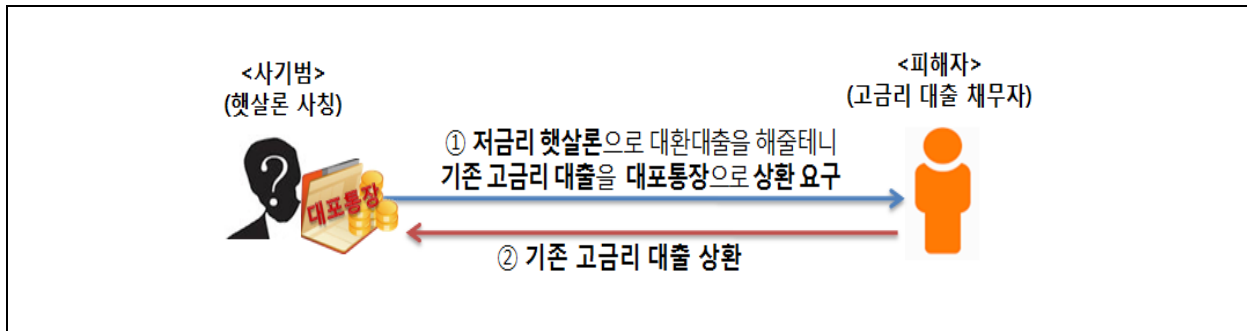 <사기범>
(햇살론 사칭)
<피해자>
(고금리 대출 채무자)
① 저금리 햇살론으로 대환대출을 해줄테니
기존 고금리 대출을 대포통장으로 상환 요구
?
대포통장
② 기존 고금리 대출 상환